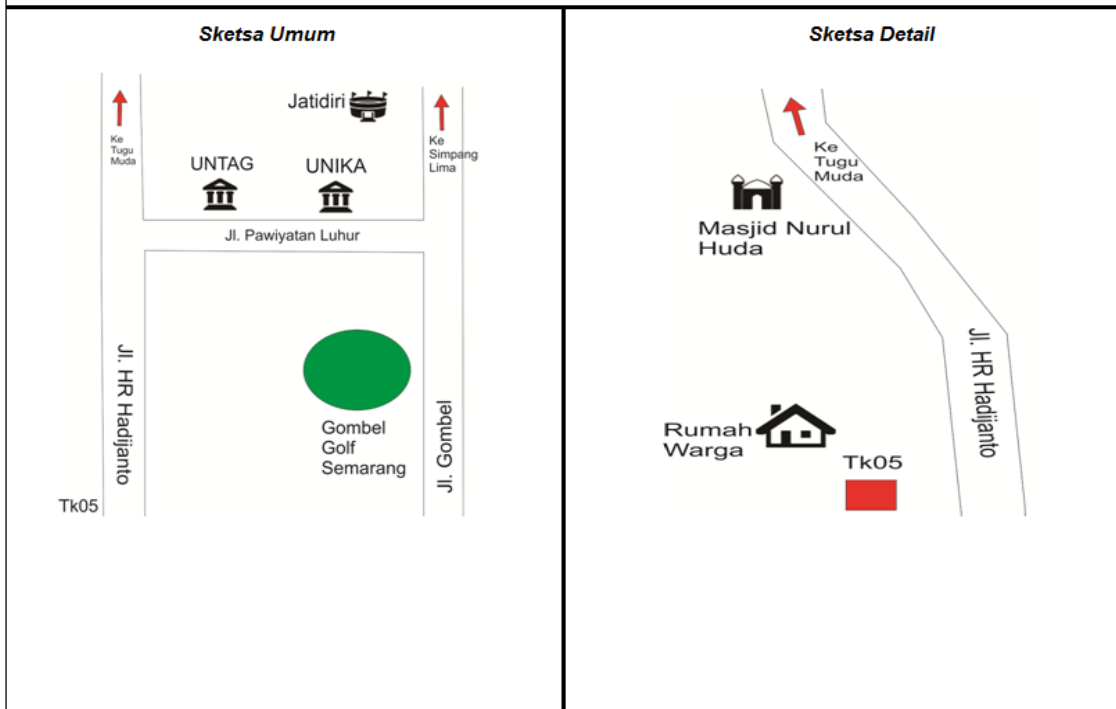 Sketsa Umum
Jatidiri
Ke
Tugu
Muda
Ke
Simpang
Lima
UNTAG
UNIKA
Jl. Pawiyatan Luhur
Jl. HR Hadijanto
Gombel
Golf
Semarang
Jl. Gombel
Tk05
Sketsa Detail
Ke
Tugu
Muda
Masjid Nurul
Huda
Jl. HR Hadijanto
Rumah
Warga
Tk05